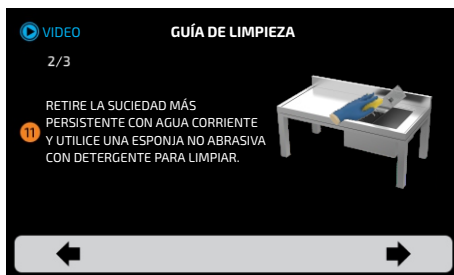 VIDEO
GUÍA DE LIMPIEZA
2/3
RETIRE LA SUCIEDAD MÁS
PERSISTENTE CON AGUA CORRIENTE
11
Y UTILICE UNA ESPONJA NO ABRASIVA
CON DETERGENTE PARA LIMPIAR.